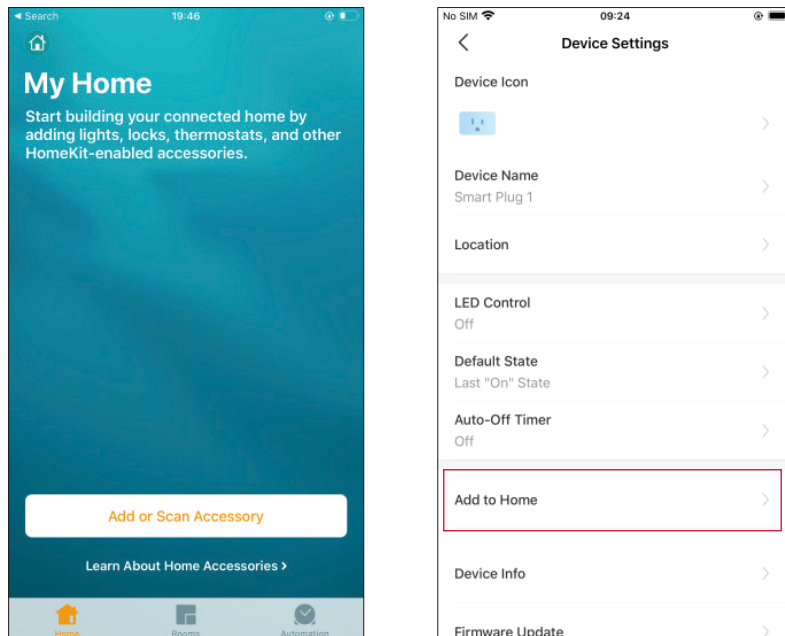 Search
19:46
My Home
Start building your connected home by
adding lights, locks, thermostats, and other
HomeKit-enabled accessories.
Add or Scan Accessory
Learn About Home Accessories >
Home
Rooms
Automation
No SIM
09:24
Device Settings
Device Icon
Device Name
Smart Plug 1
Location
LED Control
Off
Default State
Last "On" State
Auto-Off Timer
Off
Add to Home
Device Info
Firmware Update